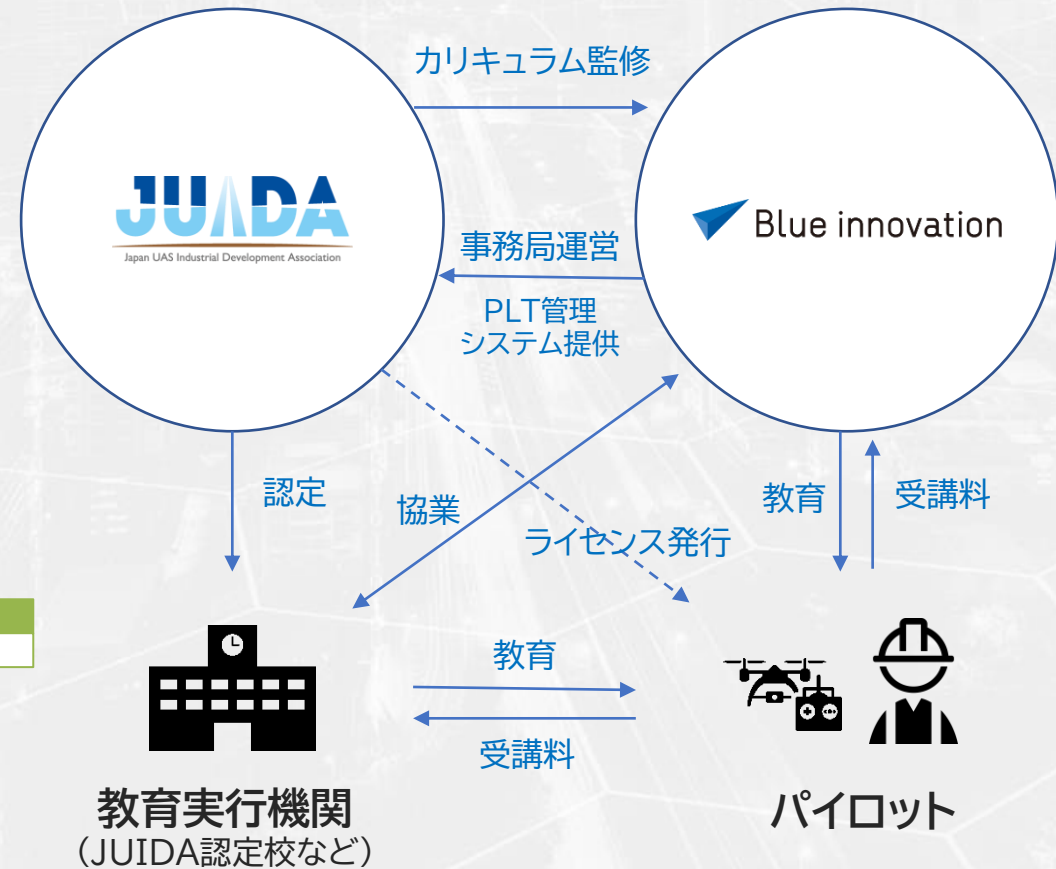 カリキュラム監修
JUIDA
Japan UAS Industrial Development Association
Blue innovation
事務局運営
PLT管理
システム提供
認定
協業
ライセンス発行
教育
受講料
教育
受講料
教育実行機関
（JUIDA認定校など）
パイロット